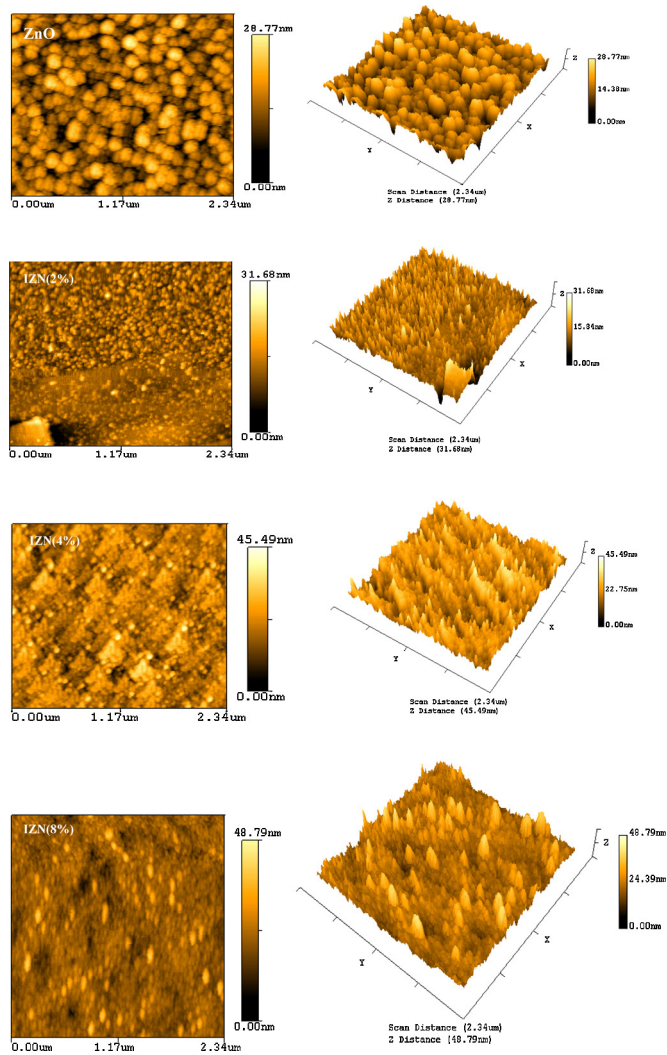 ZnO
28.77nm
0.00nm
0.00um 1.17um 2.34um
Z
28.77nm
14.38nm
0.00nm
X
Y
Scan Distance (2.34um)
Z Distance (28.77nm)
IZN(2%)
31.68nm
0.00nm
0.00um 1.17um 2.34um
Z
31.68nm
15.84nm
0.00nm
X
Y
Scan Distance (2.34um)
Z Distance (31.68nm)
IZN(4%)
45.49nm
0.00nm
0.00um 1.17um 2.34um
Z
45.49nm
22.75nm
0.00nm
X
Y
Scan Distance (2.34um)
Z Distance (45.49nm)
IZN(8%)
48.79nm
0.00nm
0.00um 1.17um 2.34um
Z
48.79nm
24.39nm
0.00nm
X
Y
Scan Distance (2.34um)
Z Distance (48.79nm)